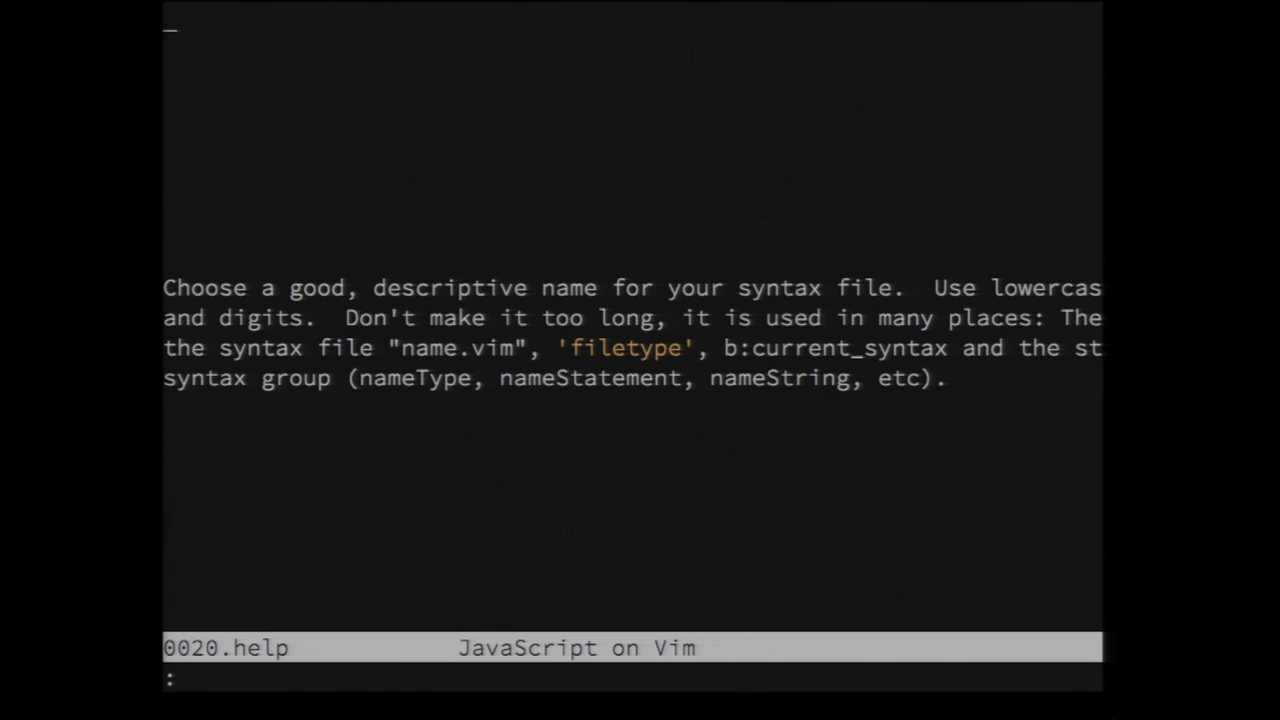 Choose a good, descriptive name for your syntax file.  Use lowercas
and digits.  Don't make it too long, it is used in many places: The
the syntax file "name.vim", 'filetype', b:current_syntax and the st
syntax group (nameType, nameStatement, nameString, etc).
0020.help JavaScript on Vim
: